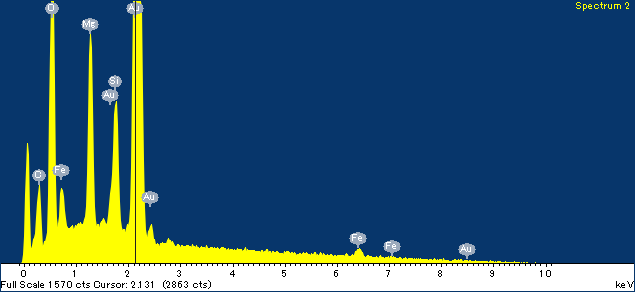 Spectrum 2
O Mg Au
Si
Au
O Fe Au
Fe Fe Au
0 1 2 3 4 5 6 7 8 9 10
Full Scale 1570 cts Cursor: 2.131 (2863 cts) keV